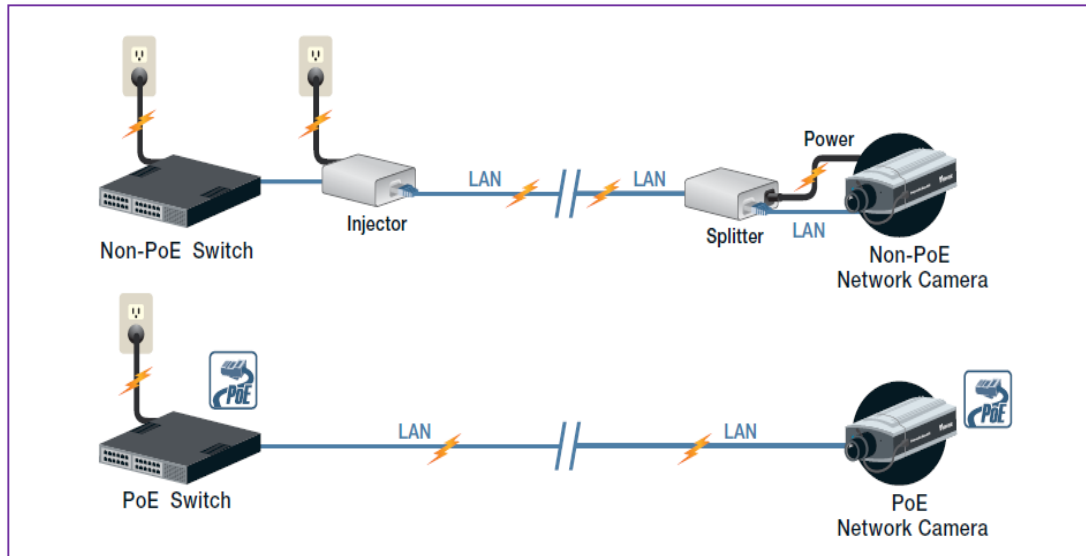 Power
LAN
LAN
Injector
Splitter
LAN
Non-PoE Switch
Non-PoE
Network Camera
PoE
PoE
LAN
LAN
PoE Switch
PoE
Network Camera